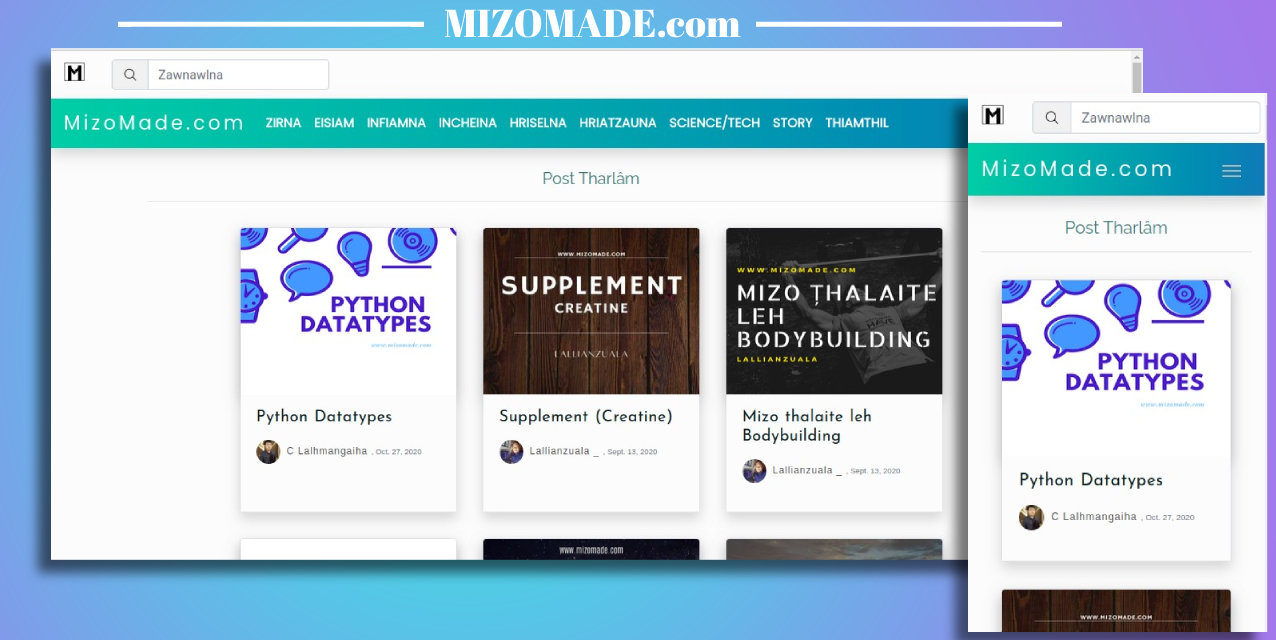 MIZOMADE.com
M
Zawnawlna
MizoMade.com
ZIRNA EISIAM INFIAMNA INCHEINA HRISELNA HRIATZAUNA SCIENCE/TECH STORY THIAMTHIL
Post Tharlâm
PYTHON
DATATYPES
www.mizomade.com
Python Datatypes
C Lalhmangaiha , Oct. 27, 2020
WWW.MIZOMADE.COM
SUPPLEMENT
CREATINE
LALLIANZUALA
Supplement (Creatine)
Lallianzuala _ , Sept. 13, 2020
WWW.MIZOMADE.COM
MIZO ṬHALAITE
LEH
BODYBUILDING
LALLIANZUALA
Mizo thalaite leh
Bodybuilding
Lallianzuala _ , Sept. 13, 2020
www.mizomade.com
M
Zawnawlna
MizoMade.com
Post Tharlâm
PYTHON
DATATYPES
www.mizomade.com
Python Datatypes
C Lalhmangaiha , Oct. 27, 2020
WWW.MIZOMADE.COM